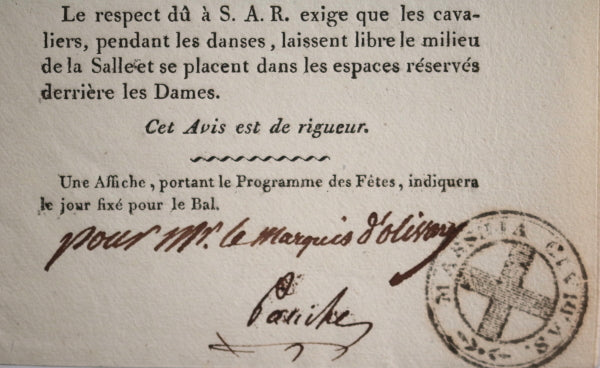 Le respect dû à S. A. R. exige que les cava-
liers, pendant les danses, laissent libre le milieu
de la Salle et se placent dans les espaces réservés
derrière les Dames.
Cet Avis est de rigueur.
Une Affiche, portant le Programme des Fêtes, indiquera
le jour fixé pour le Bal.
pour Mr. le Marquis d'olivary
MASSILIA CIVITAS